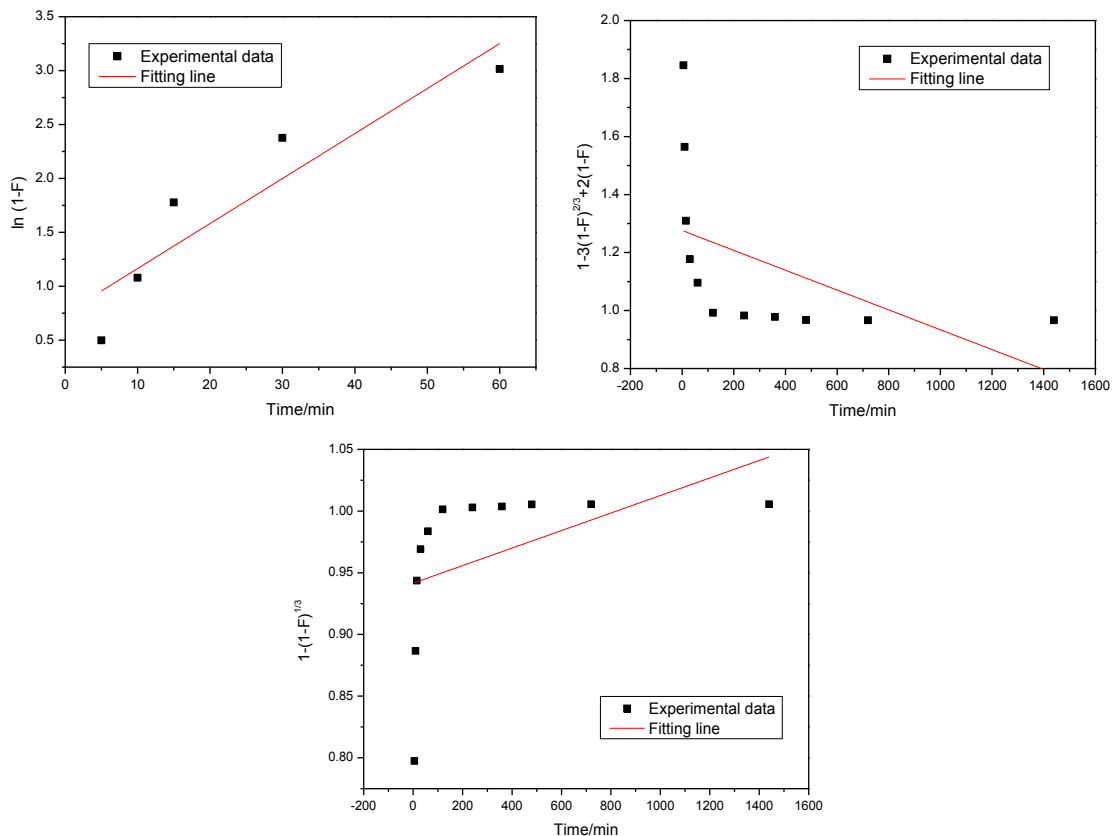 3.0
2.5
2.0
1.5
1.0
0.5
ln (1-F)
Experimental data
Fitting line
0 10 20 30 40 50 60
Time/min
2.0
1.8
1.6
1.4
1.2
1.0
0.8
1-3(1-F)^{2/3}+2(1-F)
Experimental data
Fitting line
-200 0 200 400 600 800 1000 1200 1400 1600
Time/min
1.05
1.00
0.95
0.90
0.85
0.80
1-(1-F)^{1/3}
Experimental data
Fitting line
-200 0 200 400 600 800 1000 1200 1400 1600
Time/min